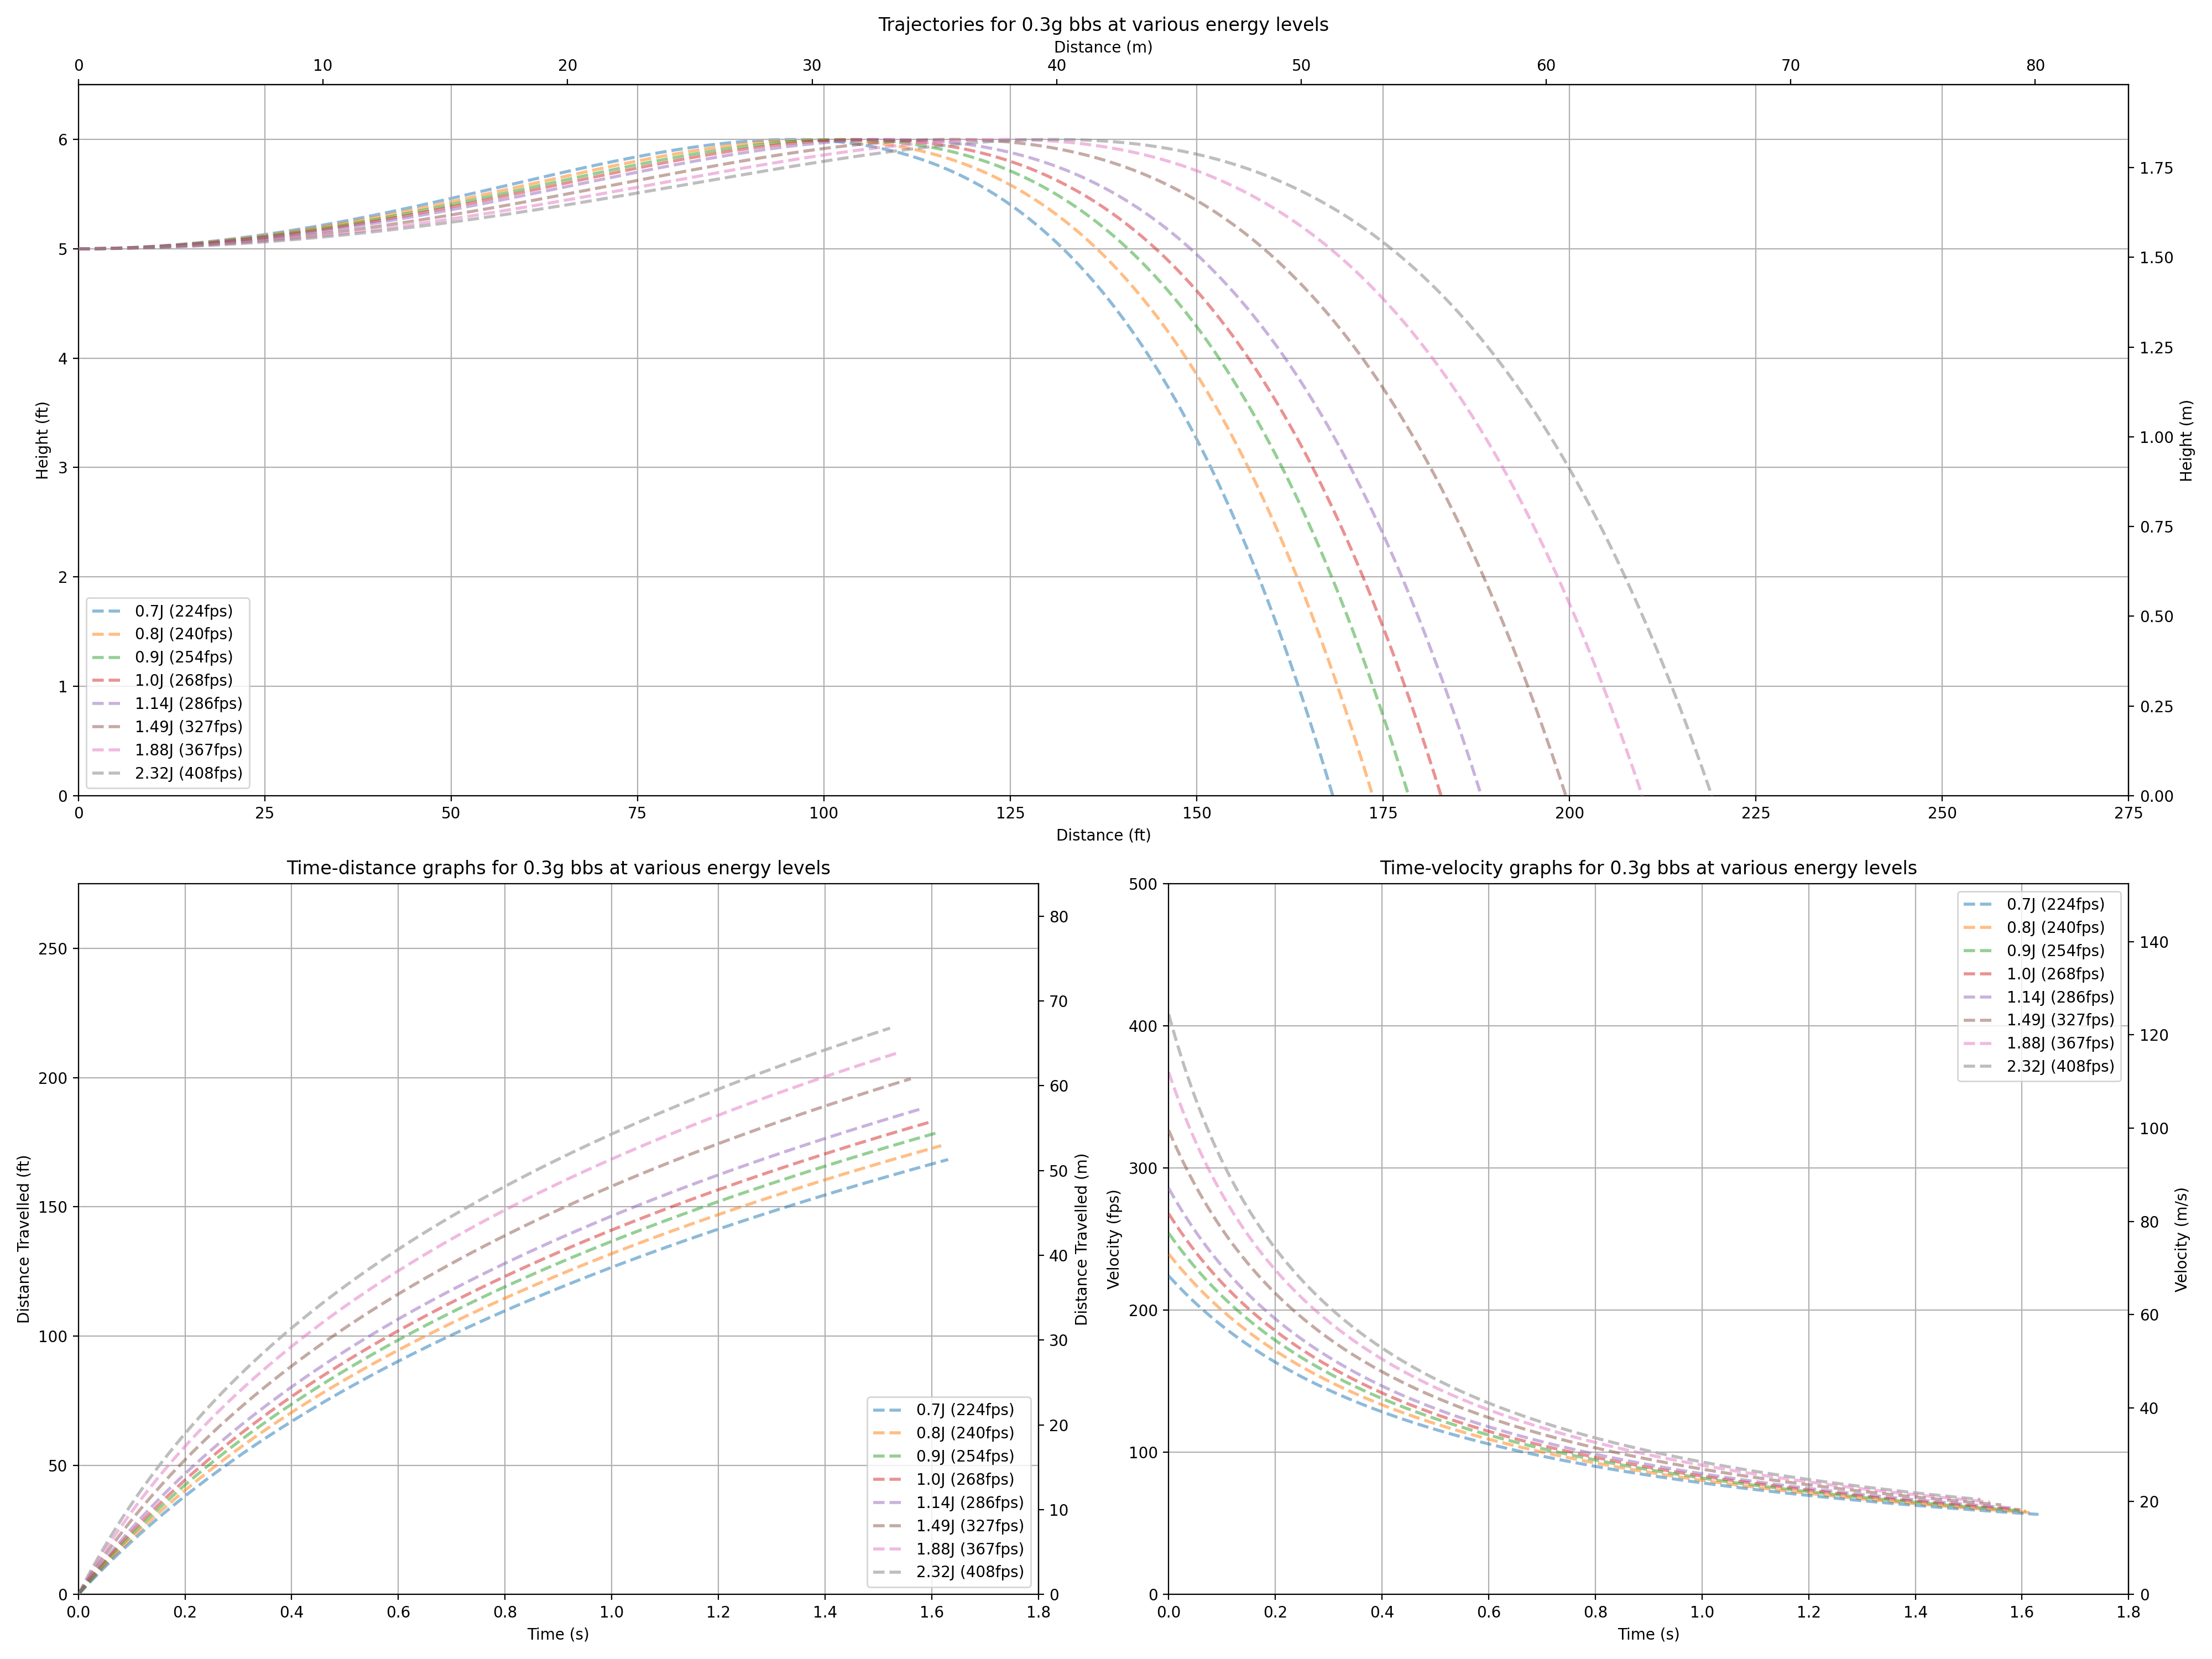 Trajectories for 0.3g bbs at various energy levels
Distance (m)
0 10 20 30 40 50 60 70 80
6
5
4
3
2
1
0
Height (ft)
1.75
1.50
1.25
1.00
0.75
0.50
0.25
0.00
Height (m)
0.7J (224fps)
0.8J (240fps)
0.9J (254fps)
1.0J (268fps)
1.14J (286fps)
1.49J (327fps)
1.88J (367fps)
2.32J (408fps)
0 25 50 75 100 125 150 175 200 225 250 275
Distance (ft)
Time-distance graphs for 0.3g bbs at various energy levels
250
200
150
100
50
0
Distance Travelled (ft)
80
70
60
50
40
30
20
10
0
Distance Travelled (m)
0.7J (224fps)
0.8J (240fps)
0.9J (254fps)
1.0J (268fps)
1.14J (286fps)
1.49J (327fps)
1.88J (367fps)
2.32J (408fps)
0.0 0.2 0.4 0.6 0.8 1.0 1.2 1.4 1.6 1.8
Time (s)
Time-velocity graphs for 0.3g bbs at various energy levels
500
400
300
200
100
0
Velocity (fps)
140
120
100
80
60
40
20
0
Velocity (m/s)
0.7J (224fps)
0.8J (240fps)
0.9J (254fps)
1.0J (268fps)
1.14J (286fps)
1.49J (327fps)
1.88J (367fps)
2.32J (408fps)
0.0 0.2 0.4 0.6 0.8 1.0 1.2 1.4 1.6 1.8
Time (s)